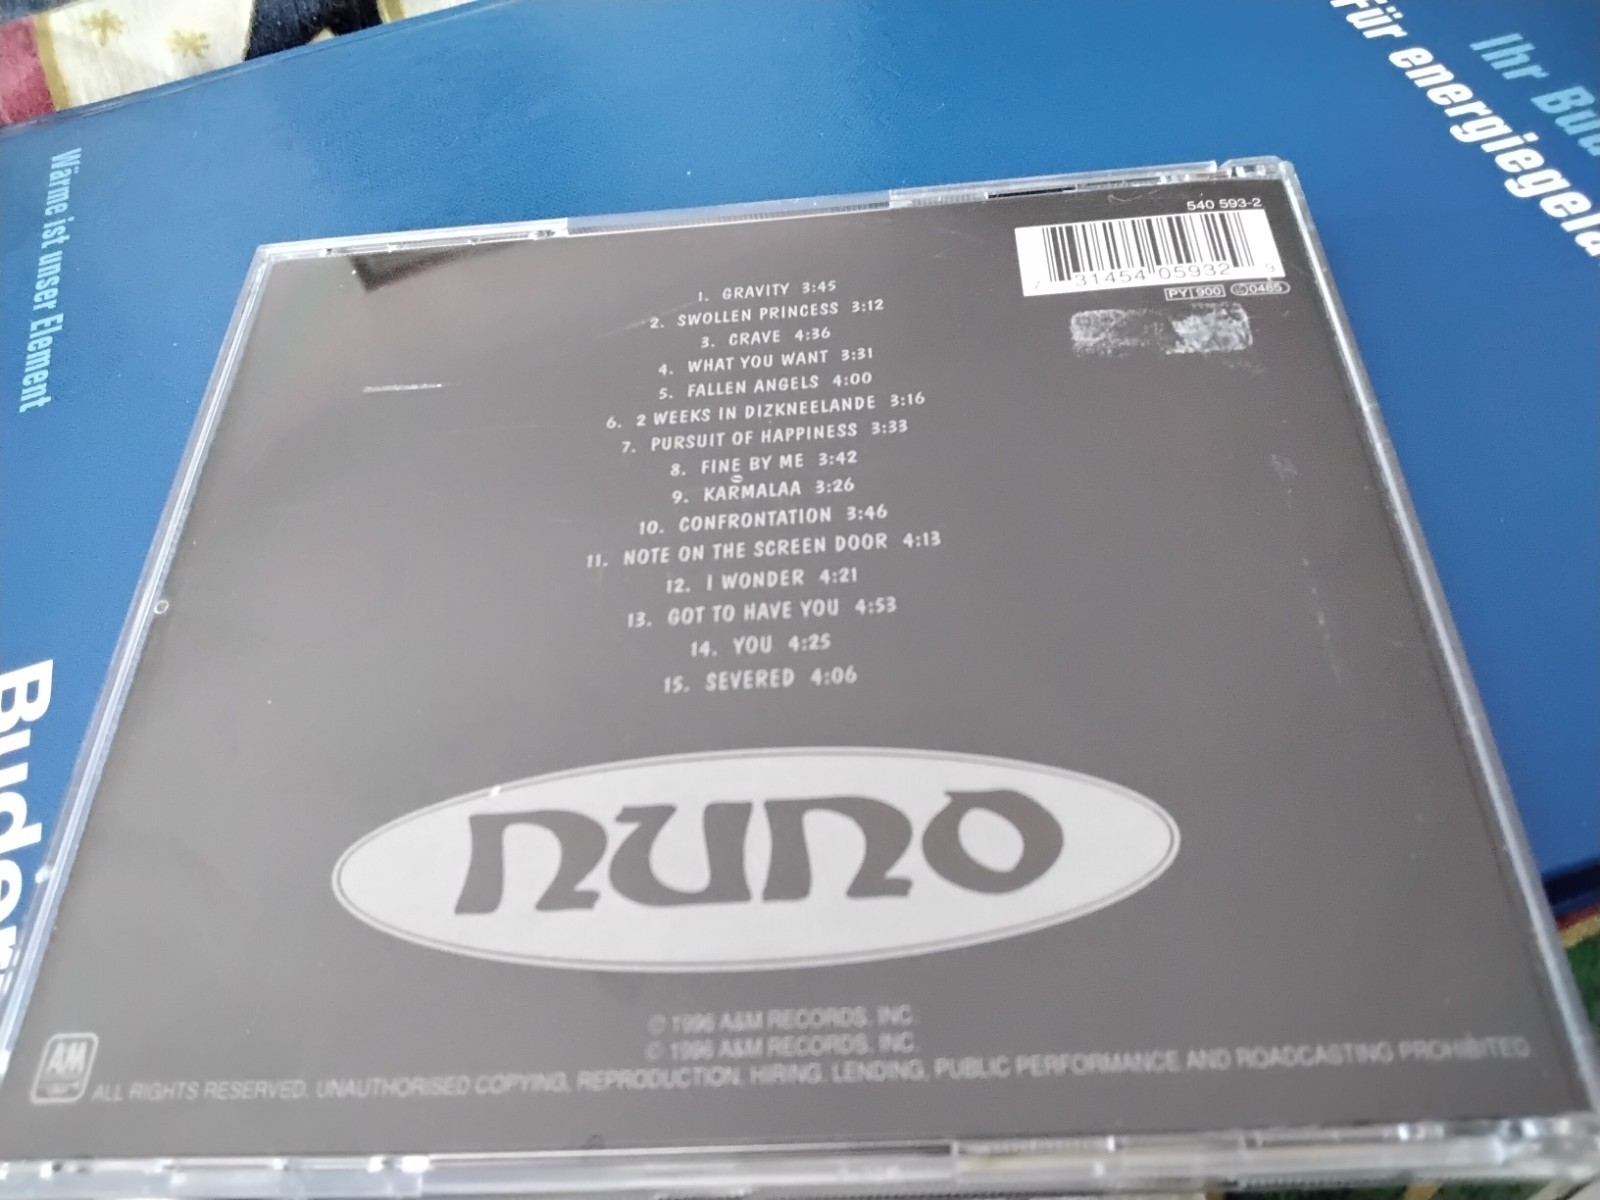 Ihr Bud
für energiegela
Wärme ist unser Element
Buder
540 593-2
7 31454 05932 9
PY 900
0485
1. GRAVITY 3:45
2. SWOLLEN PRINCESS 3:12
3. CRAVE 4:36
4. WHAT YOU WANT 3:31
5. FALLEN ANGELS 4:00
6. 2 WEEKS IN DIZKNEELANDE 3:16
7. PURSUIT OF HAPPINESS 3:33
8. FINE BY ME 3:42
9. KARMALAA 3:26
10. CONFRONTATION 3:46
11. NOTE ON THE SCREEN DOOR 4:13
12. I WONDER 4:21
13. GOT TO HAVE YOU 4:53
14. YOU 4:25
15. SEVERED 4:06
NUNO
℗ 1996 A&M RECORDS, INC.
© 1996 A&M RECORDS, INC.
AM
ALL RIGHTS RESERVED. UNAUTHORISED COPYING, REPRODUCTION, HIRING, LENDING, PUBLIC PERFORMANCE AND ROADCASTING PROHIBITED